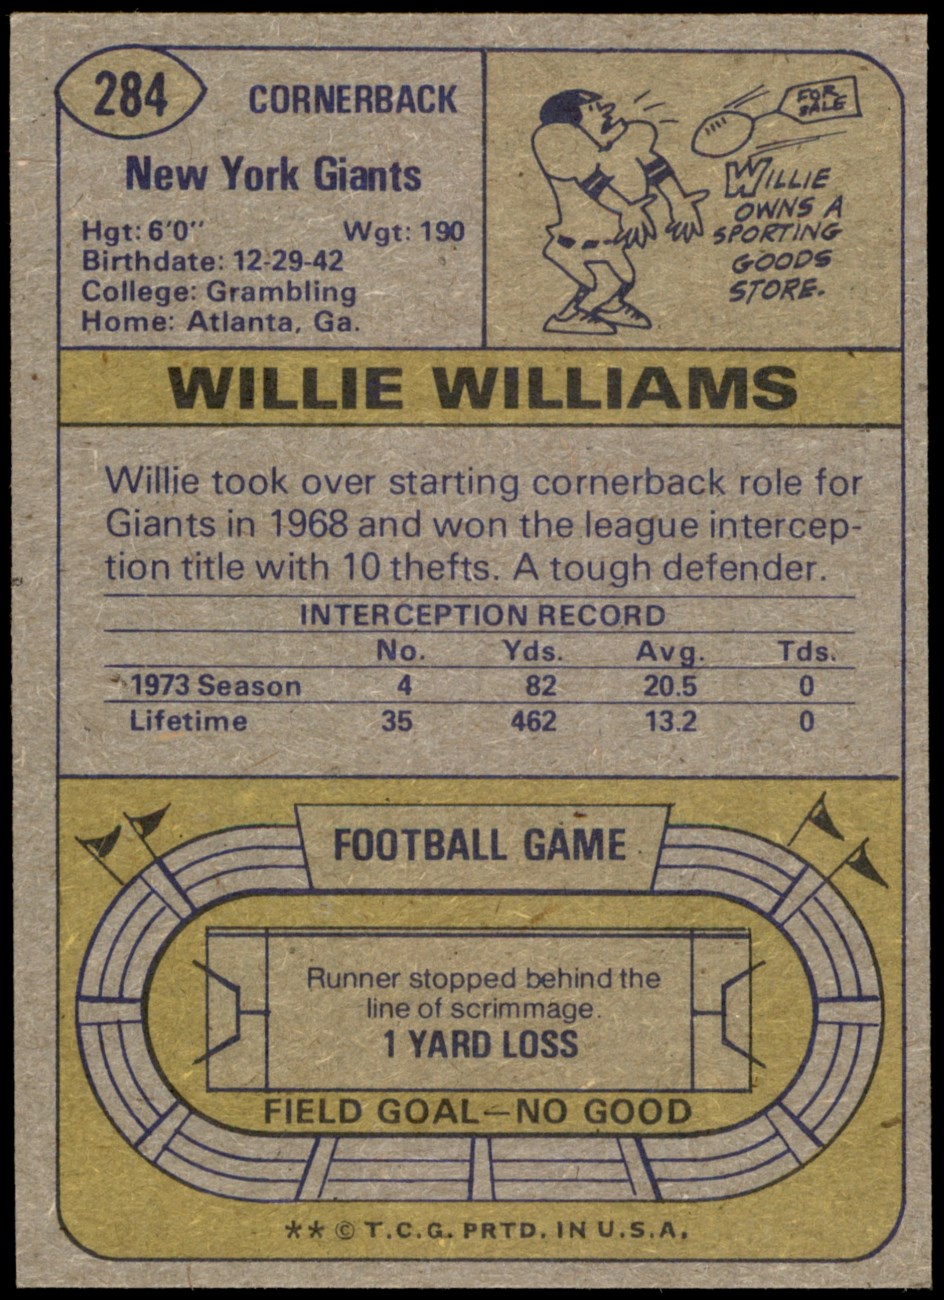 284
CORNERBACK
New York Giants
Hgt: 6'0" Wgt: 190
Birthdate: 12-29-42
College: Grambling
Home: Atlanta, Ga.
FOR
SALE
WILLIE
OWNS A
SPORTING
GOODS
STORE.
WILLIE WILLIAMS
Willie took over starting cornerback role for
Giants in 1968 and won the league intercep-
tion title with 10 thefts. A tough defender.
INTERCEPTION RECORD
No. Yds. Avg. Tds.
1973 Season 4 82 20.5 0
Lifetime 35 462 13.2 0
FOOTBALL GAME
Runner stopped behind the
line of scrimmage.
1 YARD LOSS
FIELD GOAL—NO GOOD
** © T.C.G. PRTD. IN U.S.A.